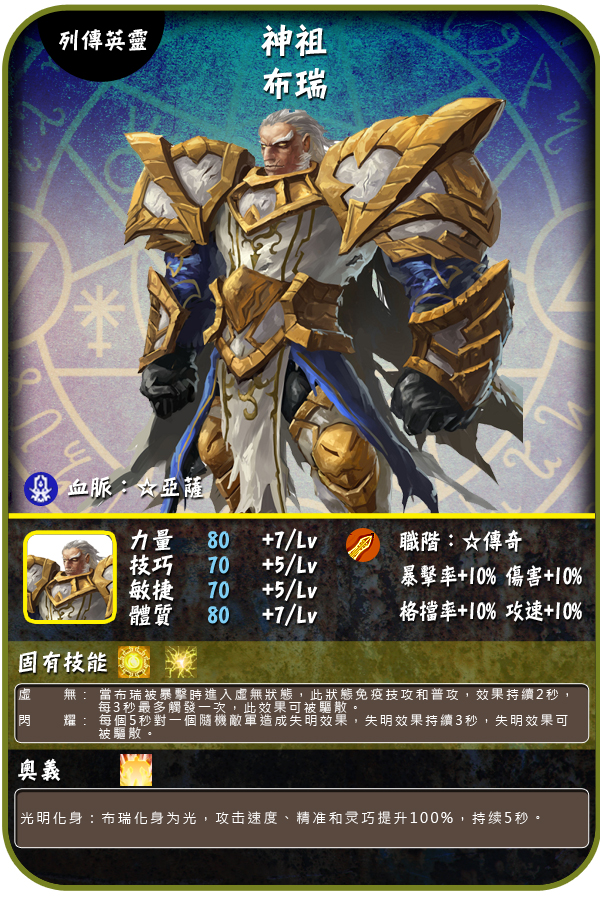 列傳英靈
神祖
布瑞
血脈：☆亞薩
力量 80 +7/Lv
技巧 70 +5/Lv
敏捷 70 +5/Lv
體質 80 +7/Lv
職階：☆傳奇
暴擊率+10% 傷害+10%
格擋率+10% 攻速+10%
固有技能
虛 無：當布瑞被暴擊時進入虛無狀態，此狀態免疫技攻和普攻，效果持續2秒，
每3秒最多觸發一次，此效果可被驅散。
閃 耀：每個5秒對一個隨機敵軍造成失明效果，失明效果持續3秒，失明效果可
被驅散。
奧義
光明化身：布瑞化身为光，攻击速度、精准和灵巧提升100%，持续5秒。